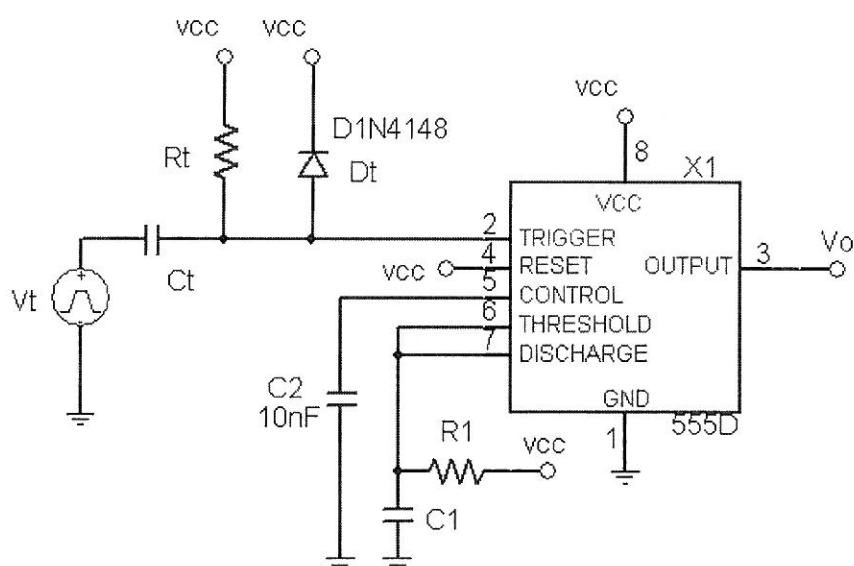 vcc
vcc
D1N4148
Rt
Dt
vcc
8
X1
VCC
2
TRIGGER
4
RESET
vcc
5
CONTROL
6
THRESHOLD
7
DISCHARGE
OUTPUT
3
Vo
Vt
Ct
C2
10nF
GND
1
555D
R1
vcc
C1